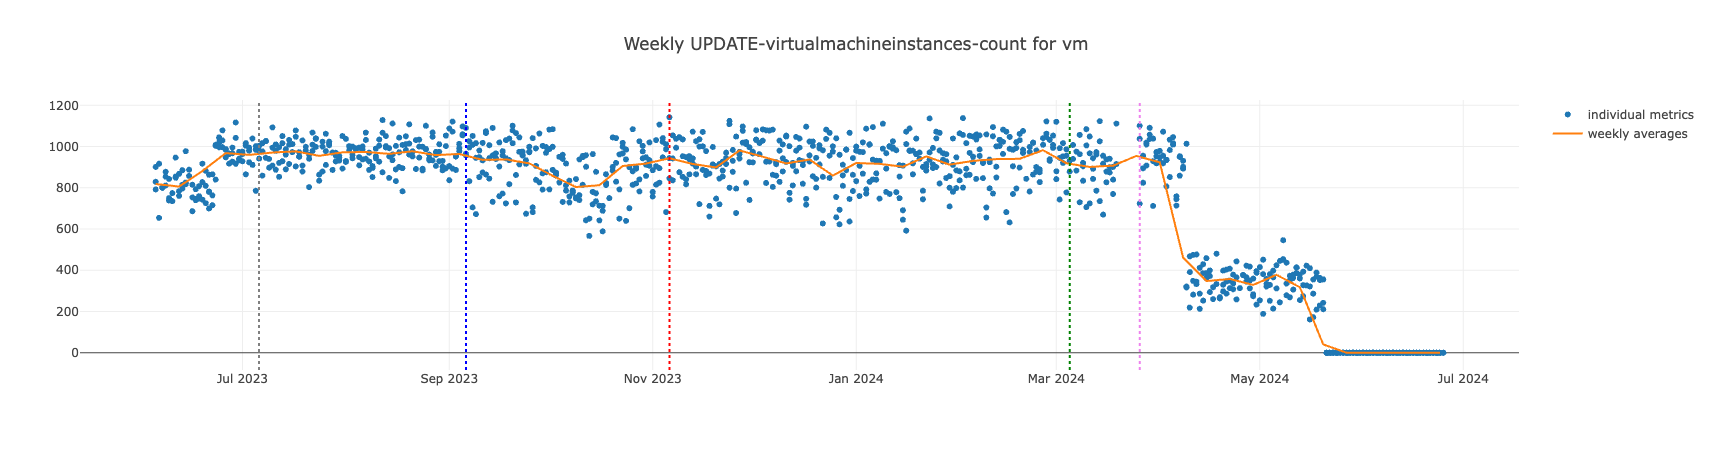 Weekly UPDATE-virtualmachineinstances-count for vm
1200
1000
800
600
400
200
0
Jul 2023
Sep 2023
Nov 2023
Jan 2024
Mar 2024
May 2024
Jul 2024
individual metrics
weekly averages